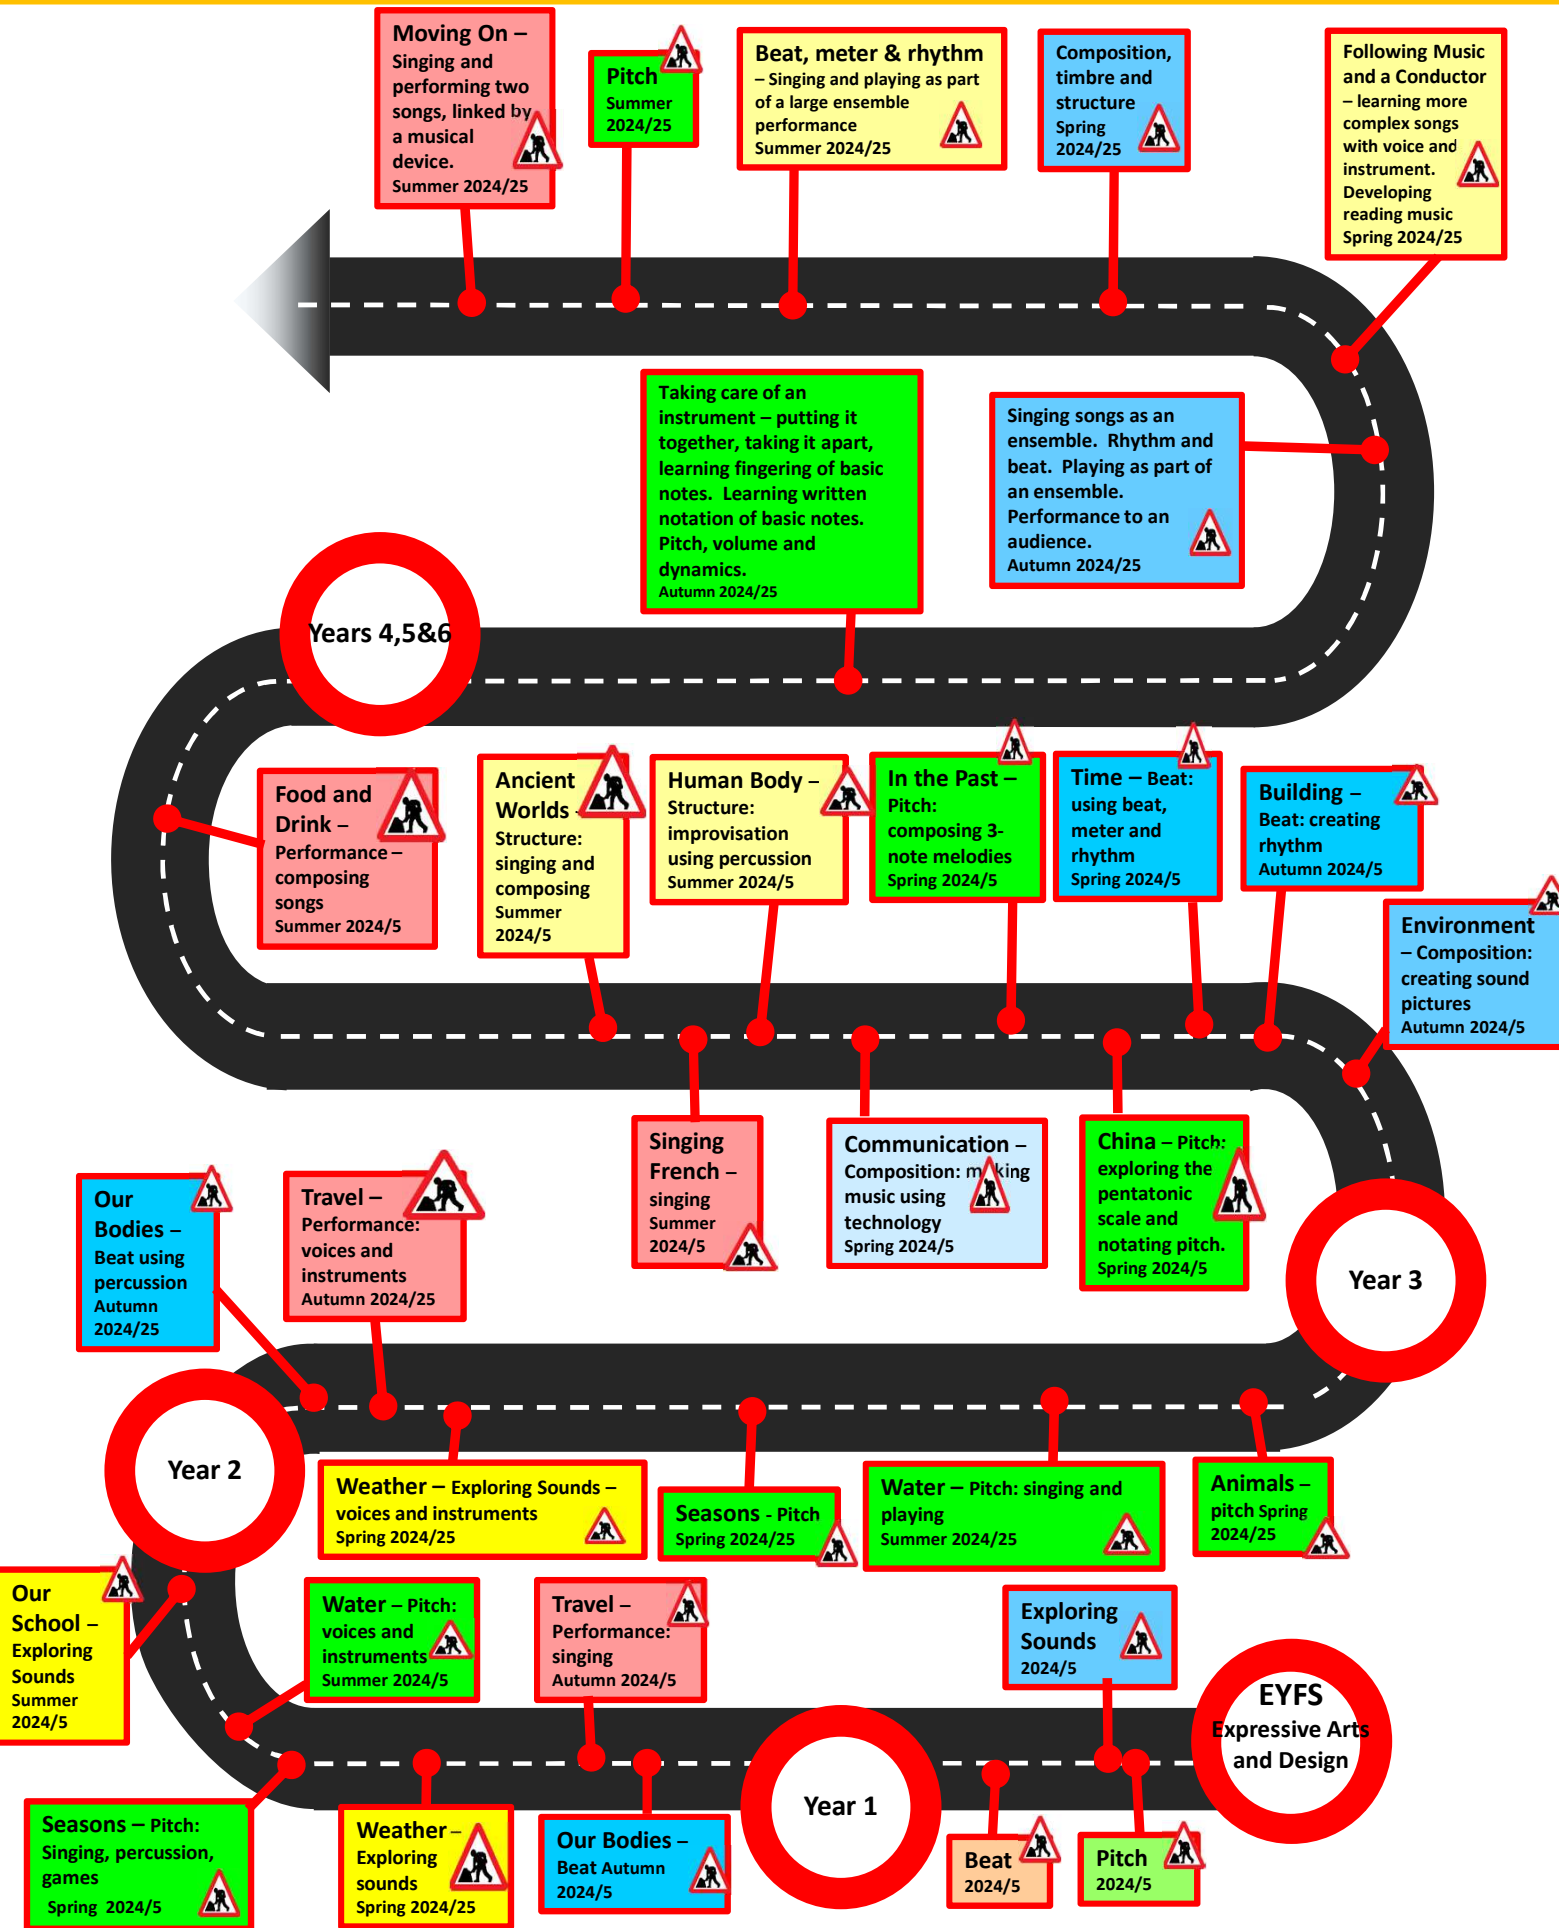 Moving On –
Singing and
performing two
songs, linked by
a musical
device.
Summer 2024/25
Pitch
Summer
2024/25
Beat, meter & rhythm
– Singing and playing as part
of a large ensemble
performance
Summer 2024/25
Composition,
timbre and
structure
Spring
2024/25
Following Music
and a Conductor
– learning more
complex songs
with voice and
instrument.
Developing
reading music
Spring 2024/25
Taking care of an
instrument – putting it
together, taking it apart,
learning fingering of basic
notes.  Learning written
notation of basic notes.
Pitch, volume and
dynamics.
Autumn 2024/25
Singing songs as an
ensemble.  Rhythm and
beat.  Playing as part of
an ensemble.
Performance to an
audience.
Autumn 2024/25
Years 4,5&6
Food and
Drink –
Performance –
composing
songs
Summer 2024/5
Ancient
Worlds –
Structure:
singing and
composing
Summer
2024/5
Human Body –
Structure:
improvisation
using percussion
Summer 2024/5
In the Past –
Pitch:
composing 3-
note melodies
Spring 2024/5
Time – Beat:
using beat,
meter and
rhythm
Spring 2024/5
Building –
Beat: creating
rhythm
Autumn 2024/5
Environment
– Composition:
creating sound
pictures
Autumn 2024/5
Singing
French –
singing
Summer
2024/5
Communication –
Composition: making
music using
technology
Spring 2024/5
China – Pitch:
exploring the
pentatonic
scale and
notating pitch.
Spring 2024/5
Year 3
Our
Bodies –
Beat using
percussion
Autumn
2024/25
Travel –
Performance:
voices and
instruments
Autumn 2024/25
Year 2
Weather – Exploring Sounds –
voices and instruments
Spring 2024/25
Seasons - Pitch
Spring 2024/25
Water – Pitch: singing and
playing
Summer 2024/25
Animals –
pitch Spring
2024/25
Our
School –
Exploring
Sounds
Summer
2024/5
Water – Pitch:
voices and
instruments
Summer 2024/5
Travel –
Performance:
singing
Autumn 2024/5
Exploring
Sounds
2024/5
EYFS
Expressive Arts
and Design
Year 1
Seasons – Pitch:
Singing, percussion,
games
Spring  2024/5
Weather –
Exploring
sounds
Spring 2024/25
Our Bodies –
Beat Autumn
2024/5
Beat
2024/5
Pitch
2024/5